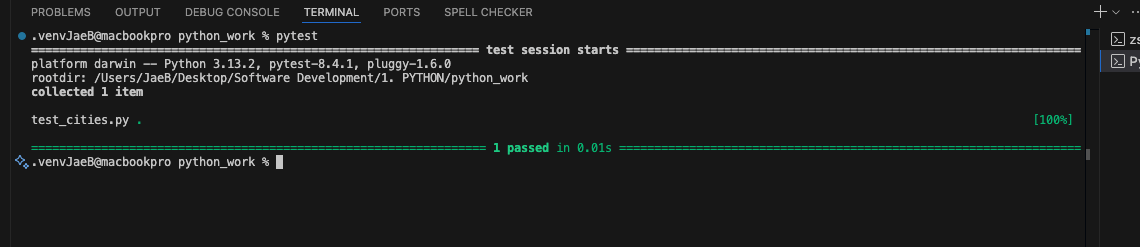 PROBLEMS OUTPUT DEBUG CONSOLE TERMINAL PORTS SPELL CHECKER
.venvJaeB@macbookpro python_work % pytest
============================== test session starts ==============================
platform darwin -- Python 3.13.2, pytest-8.4.1, pluggy-1.6.0
rootdir: /Users/JaeB/Desktop/Software Development/1. PYTHON/python_work
collected 1 item
test_cities.py . [100%]
============================== 1 passed in 0.01s ==============================
.venvJaeB@macbookpro python_work %
zs
Py